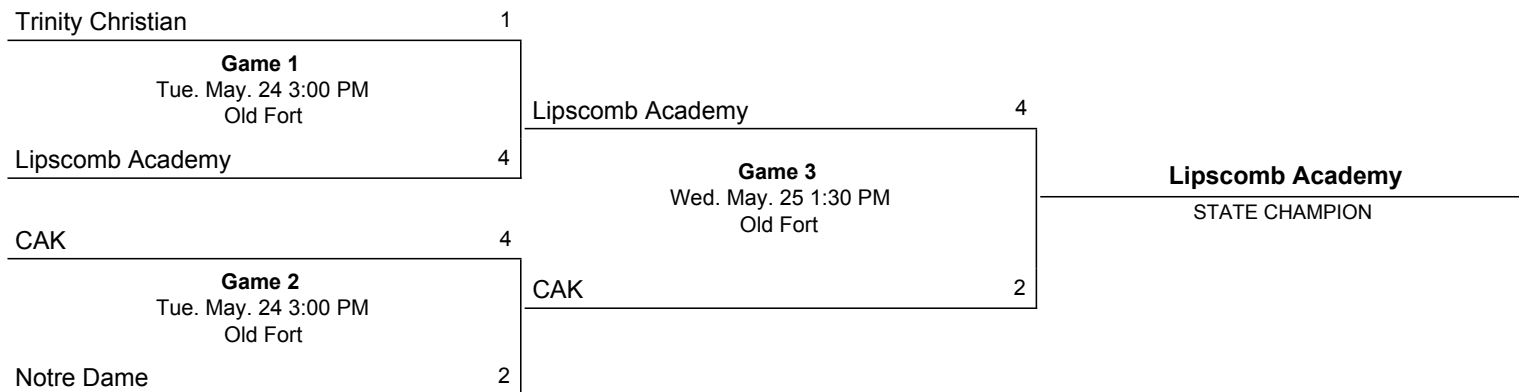 Trinity Christian 1
Game 1
Tue. May. 24 3:00 PM
Old Fort
Lipscomb Academy 4
CAK 4
Game 2
Tue. May. 24 3:00 PM
Old Fort
Notre Dame 2
Lipscomb Academy 4
Game 3
Wed. May. 25 1:30 PM
Old Fort
CAK 2
Lipscomb Academy
STATE CHAMPION